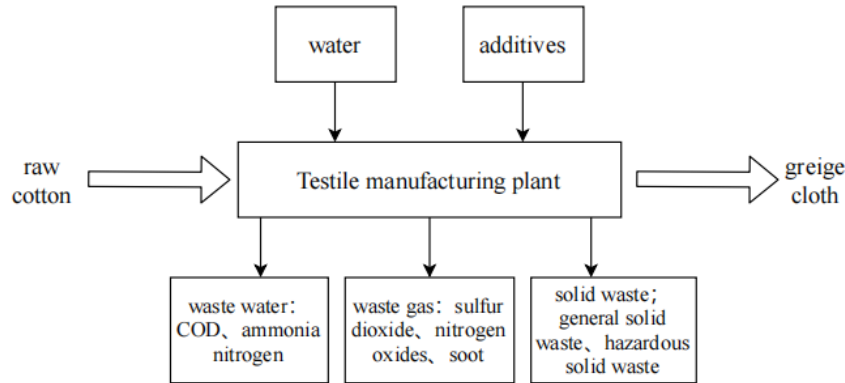 water
additives
raw
cotton
Testile manufacturing plant
greige
cloth
waste water：
COD、ammonia
nitrogen
waste gas：sulfur
dioxide、nitrogen
oxides、soot
solid waste；
general solid
waste、hazardous
solid waste